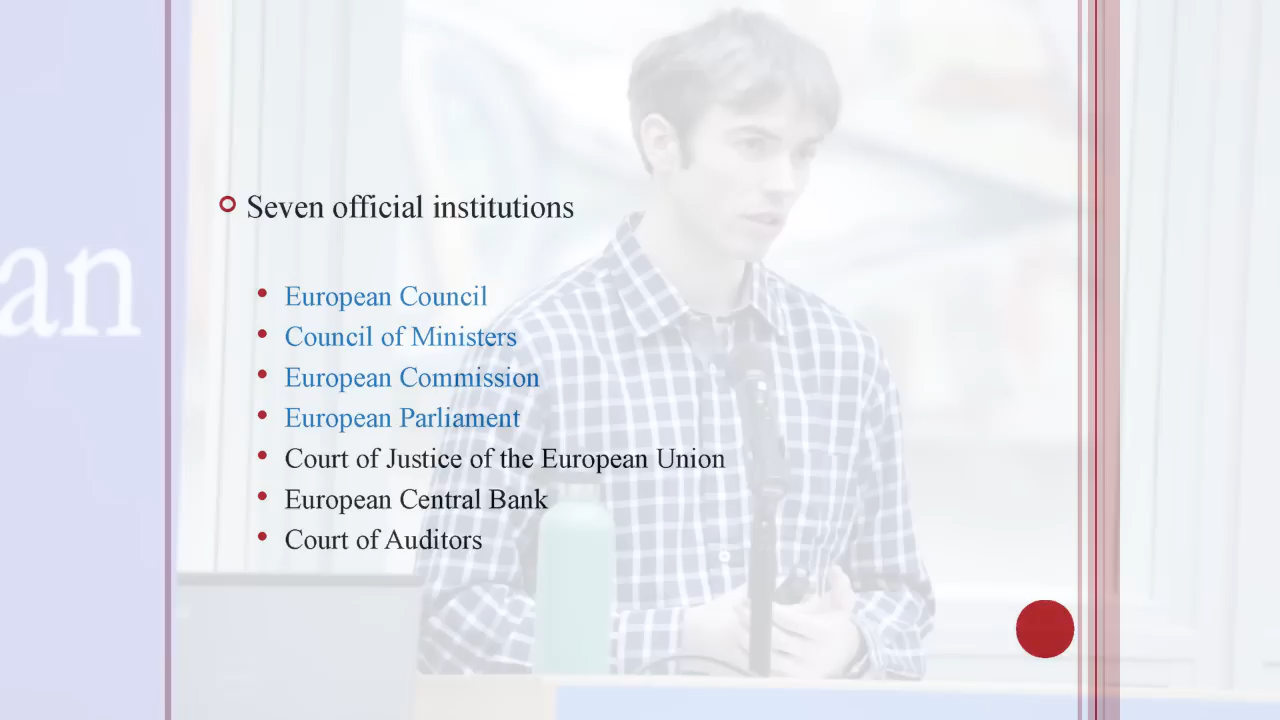 an
Seven official institutions
European Council
Council of Ministers
European Commission
European Parliament
Court of Justice of the European Union
European Central Bank
Court of Auditors